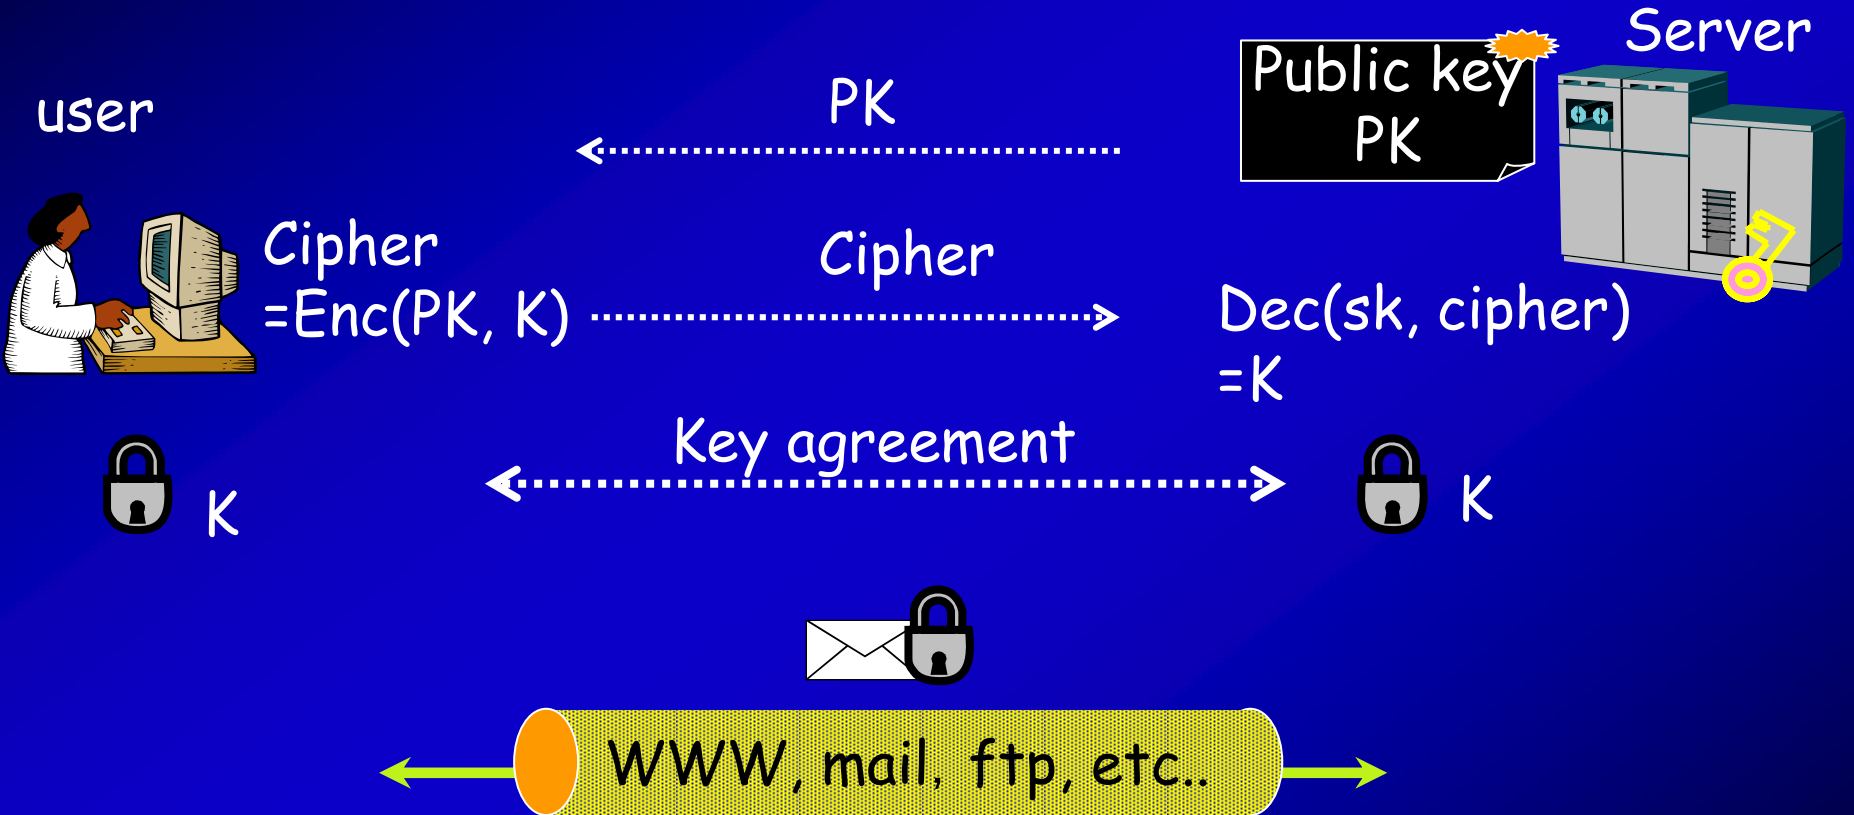 Server
Public key
PK
user
PK
Cipher
=Enc(PK, K)
Cipher
Dec(sk, cipher)
=K
Key agreement
K
K
WWW, mail, ftp, etc..